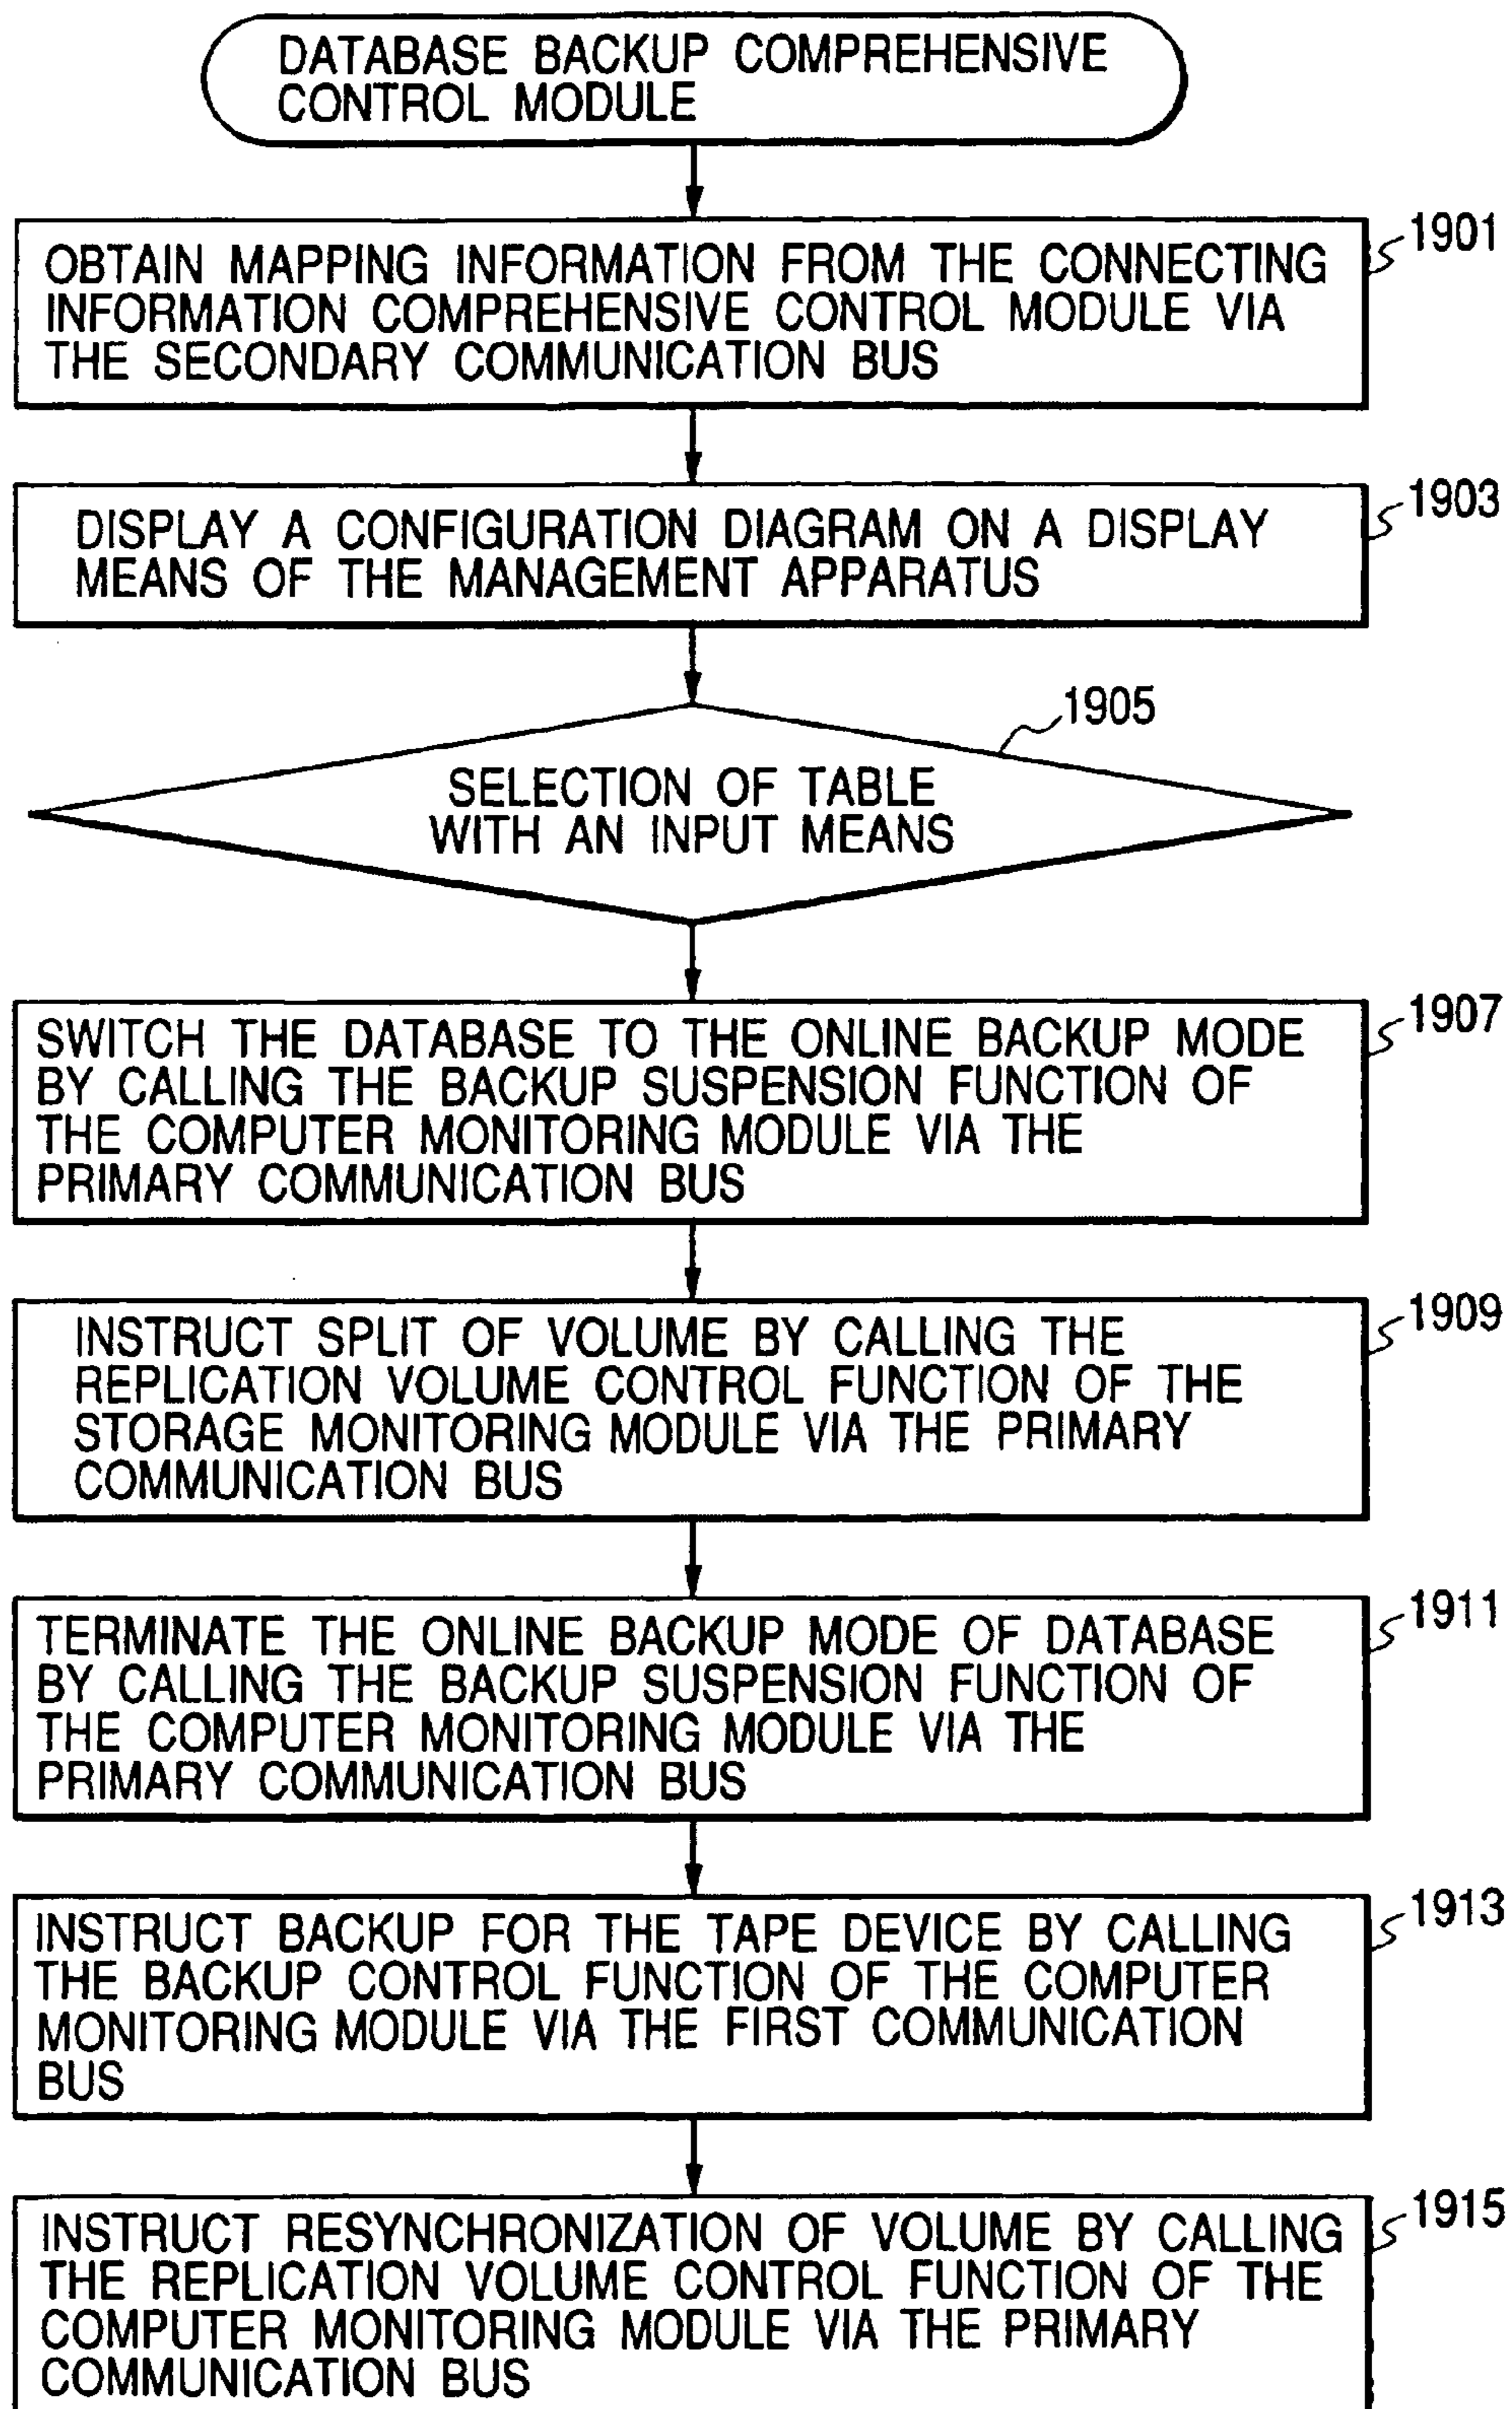 DATABASE BACKUP COMPREHENSIVE
CONTROL MODULE
1901
OBTAIN MAPPING INFORMATION FROM THE CONNECTING
INFORMATION COMPREHENSIVE CONTROL MODULE VIA
THE SECONDARY COMMUNICATION BUS
1903
DISPLAY A CONFIGURATION DIAGRAM ON A DISPLAY
MEANS OF THE MANAGEMENT APPARATUS
1905
SELECTION OF TABLE
WITH AN INPUT MEANS
1907
SWITCH THE DATABASE TO THE ONLINE BACKUP MODE
BY CALLING THE BACKUP SUSPENSION FUNCTION OF
THE COMPUTER MONITORING MODULE VIA THE
PRIMARY COMMUNICATION BUS
1909
INSTRUCT SPLIT OF VOLUME BY CALLING THE
REPLICATION VOLUME CONTROL FUNCTION OF THE
STORAGE MONITORING MODULE VIA THE PRIMARY
COMMUNICATION BUS
1911
TERMINATE THE ONLINE BACKUP MODE OF DATABASE
BY CALLING THE BACKUP SUSPENSION FUNCTION OF
THE COMPUTER MONITORING MODULE VIA THE
PRIMARY COMMUNICATION BUS
1913
INSTRUCT BACKUP FOR THE TAPE DEVICE BY CALLING
THE BACKUP CONTROL FUNCTION OF THE COMPUTER
MONITORING MODULE VIA THE FIRST COMMUNICATION
BUS
1915
INSTRUCT RESYNCHRONIZATION OF VOLUME BY CALLING
THE REPLICATION VOLUME CONTROL FUNCTION OF THE
COMPUTER MONITORING MODULE VIA THE PRIMARY
COMMUNICATION BUS